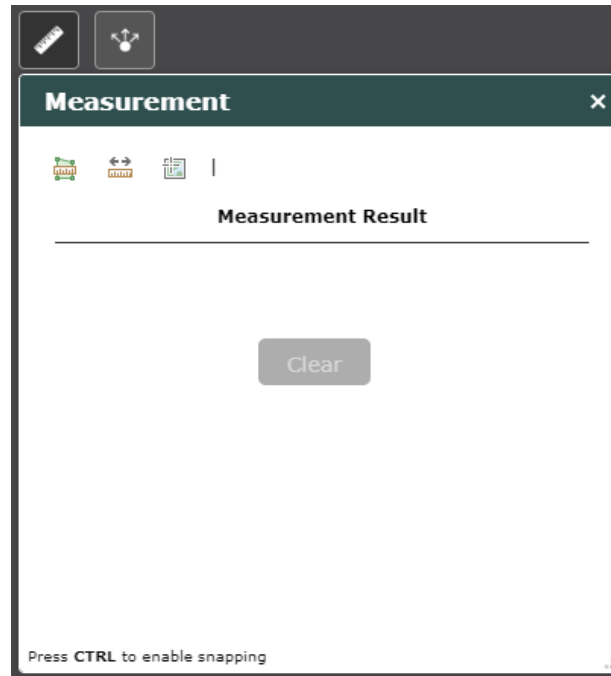 Measurement
Measurement Result
Clear
Press CTRL to enable snapping